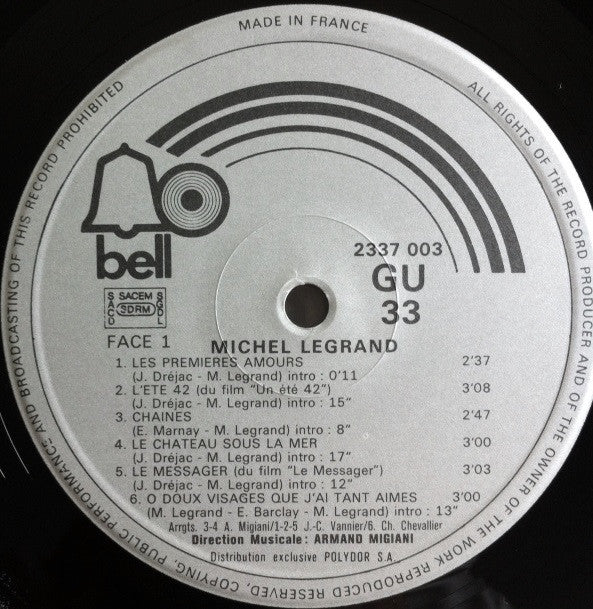 MADE IN FRANCE
ALL RIGHTS OF THE RECORD PRODUCER AND OF THE OWNER OF THE WORK REPRODUCED RESERVED, COPYING, PUBLIC PERFORMANCE AND BROADCASTING OF THIS RECORD PROHIBITED
bell
2337 003
GU
33
SACD SACEM SGDL
SDRM
FACE 1
MICHEL LEGRAND
1. LES PREMIERES AMOURS 2'37
(J. Dréjac - M. Legrand) intro : 0'11
2. L'ETE 42 (du film "Un été 42") 3'08
(J. Dréjac - M. Legrand) intro : 15"
3. CHAINES 2'47
(E. Marnay - M. Legrand) intro : 8"
4. LE CHATEAU SOUS LA MER 3'00
(J. Dréjac - M. Legrand) intro : 17"
5. LE MESSAGER (du film "Le Messager") 3'03
(J. Dréjac - M. Legrand) intro : 12"
6. O DOUX VISAGES QUE J'AI TANT AIMES 3'00
(M. Legrand - E. Barclay - M. Legrand) intro : 13"
Arrgts. 3-4 A. Migiani/1-2-5 J.-C. Vannier/6. Ch. Chevallier
Direction Musicale: ARMAND MIGIANI
Distribution exclusive POLYDOR S.A.